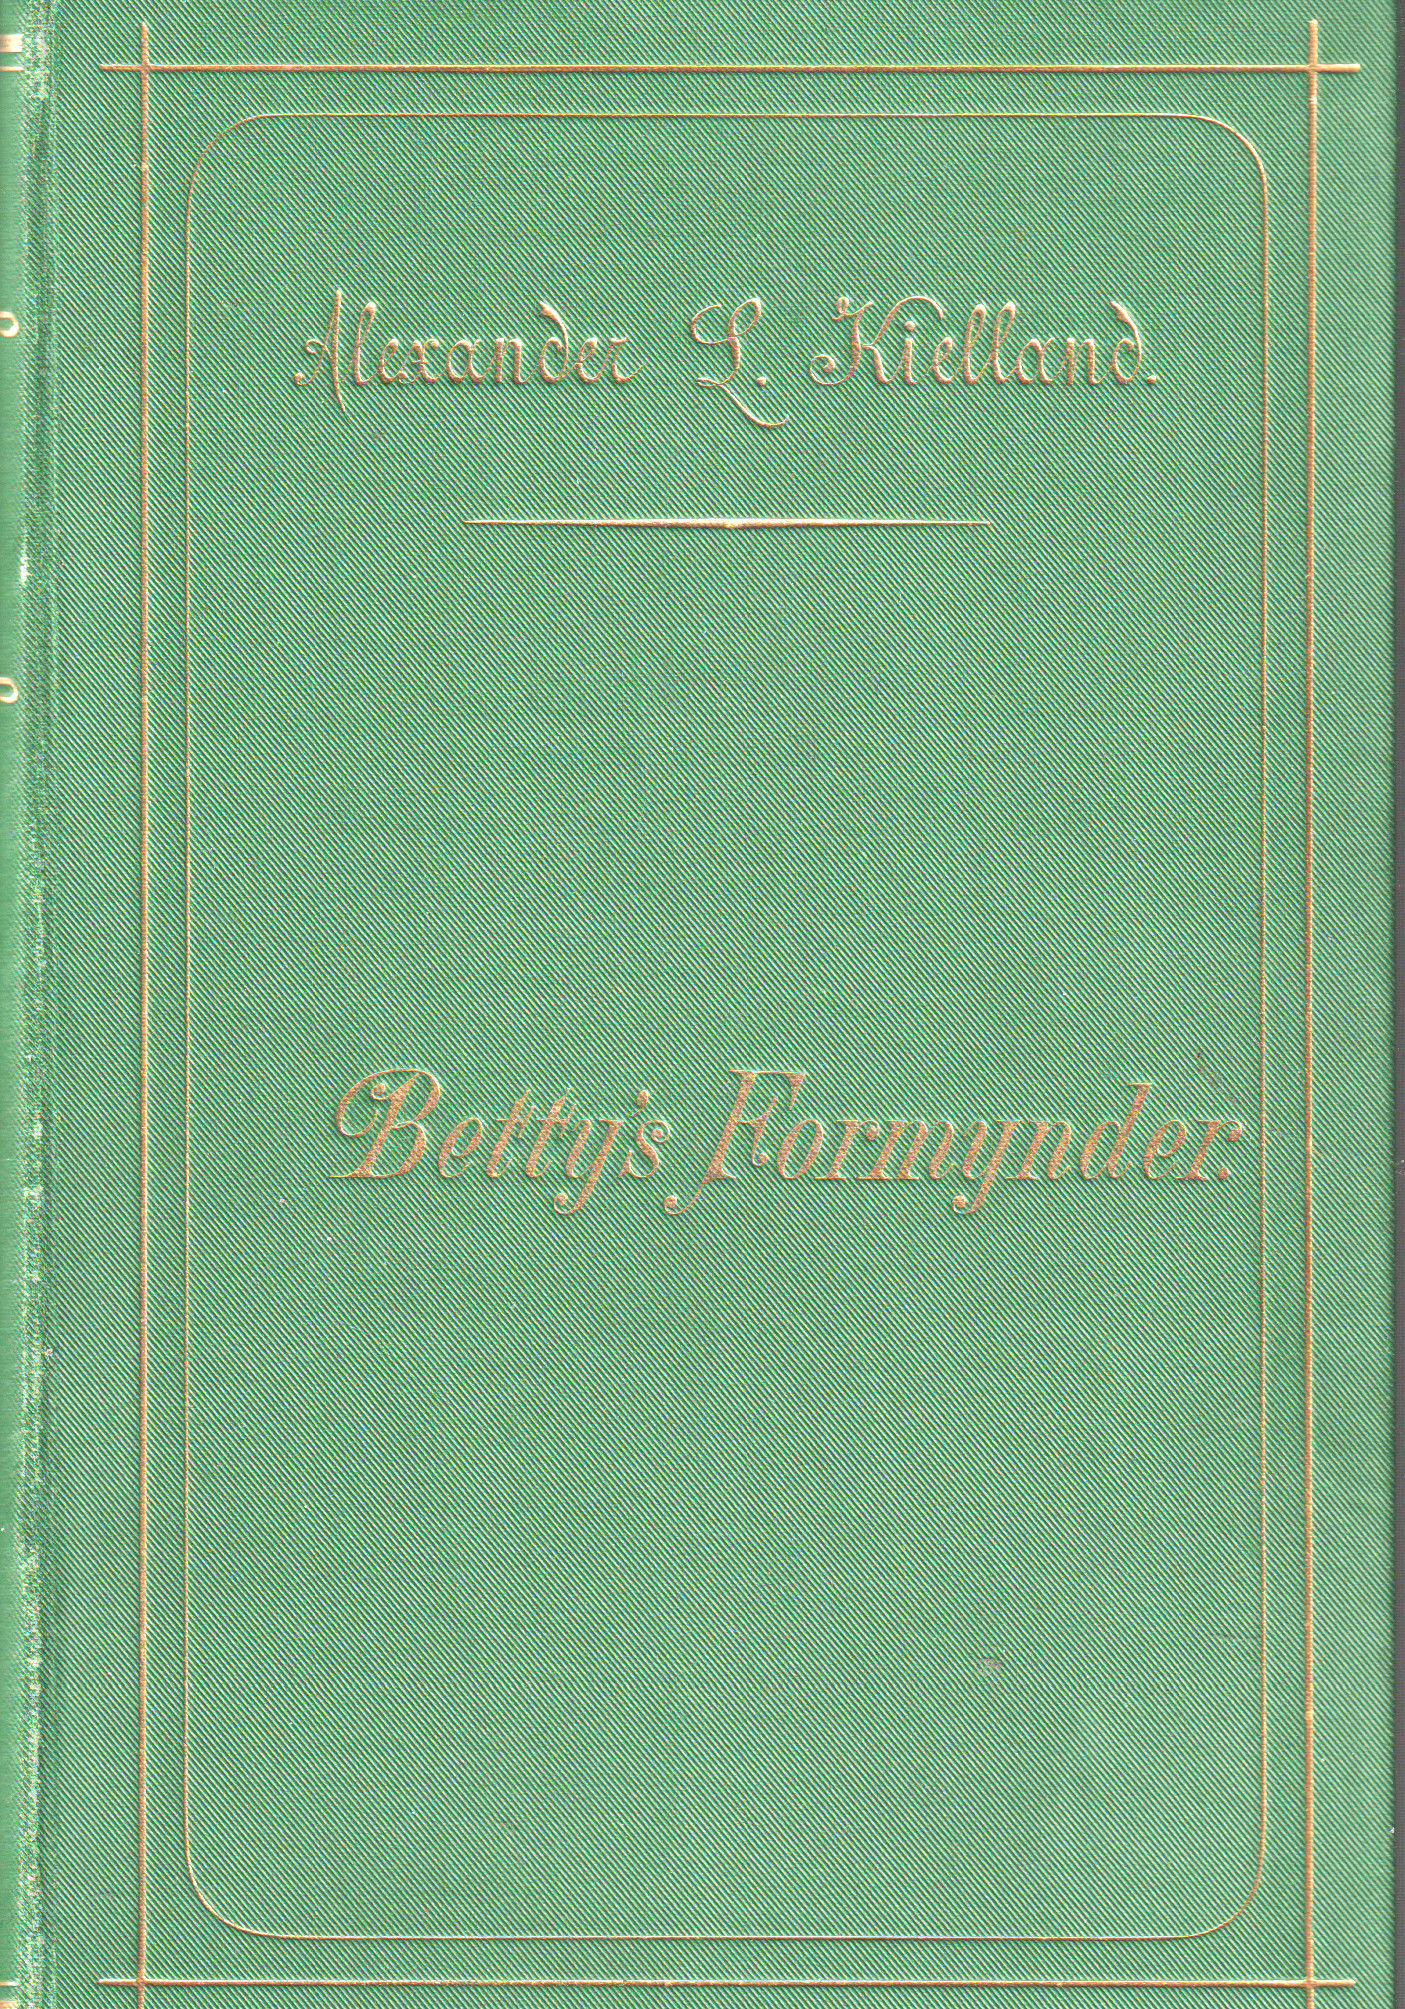 Alexander L. Kielland.
Betty's Formynder.